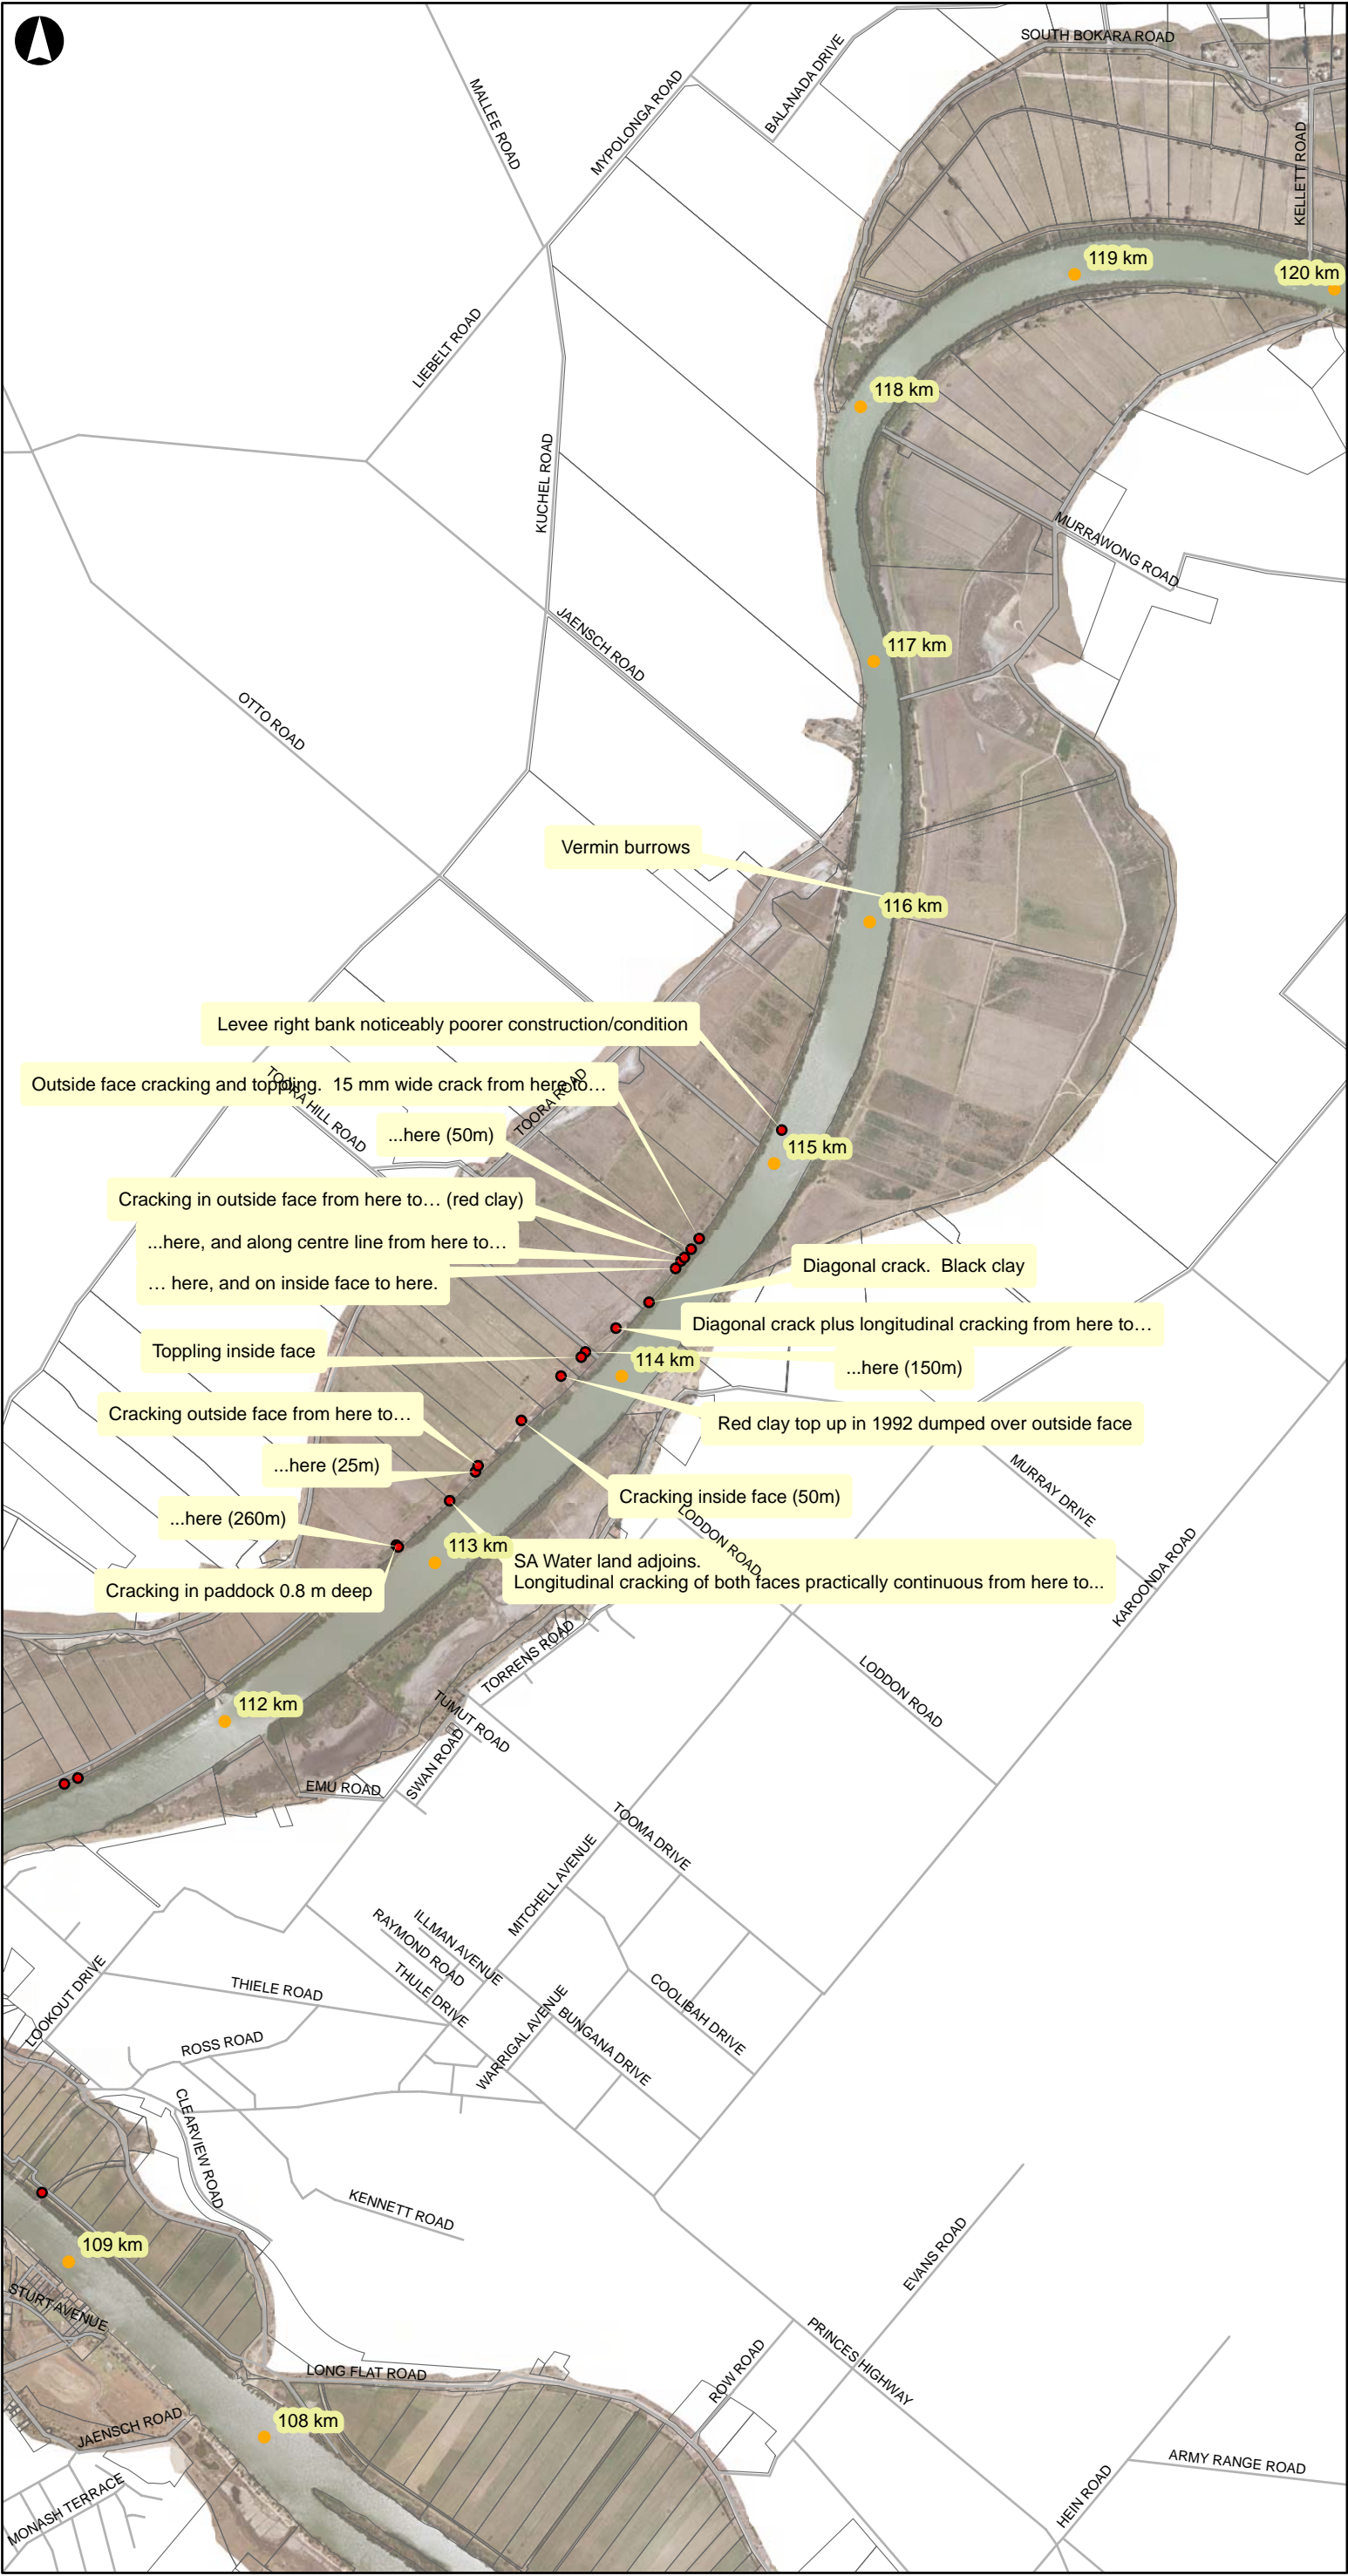 SOUTH BOKARA ROAD
BALANADA DRIVE
MALLEE ROAD
MYPOLONGA ROAD
KELLETT ROAD
119 km
120 km
LIEBELT ROAD
118 km
KUCHEL ROAD
MURRAWONG ROAD
JAENSCH ROAD
117 km
OTTO ROAD
Vermin burrows
116 km
Levee right bank noticeably poorer construction/condition
Outside face cracking and toppling.  15 mm wide crack from here to…
TOORA HILL ROAD
TOORA ROAD
...here (50m)
115 km
Cracking in outside face from here to… (red clay)
...here, and along centre line from here to…
… here, and on inside face to here.
Diagonal crack.  Black clay
Diagonal crack plus longitudinal cracking from here to…
Toppling inside face
114 km
...here (150m)
Cracking outside face from here to…
Red clay top up in 1992 dumped over outside face
...here (25m)
MURRAY DRIVE
Cracking inside face (50m)
LODDON ROAD
...here (260m)
113 km
SA Water land adjoins.
Longitudinal cracking of both faces practically continuous from here to...
KAROONDA ROAD
Cracking in paddock 0.8 m deep
TORRENS ROAD
LODDON ROAD
112 km
TUMUT ROAD
SWAN ROAD
EMU ROAD
TOOMA DRIVE
MITCHELL AVENUE
ILLMAN AVENUE
RAYMOND ROAD
THULE DRIVE
LOOKOUT DRIVE
THIELE ROAD
COOLIBAH DRIVE
WARRIGAL AVENUE
BUNGANA DRIVE
ROSS ROAD
CLEARVIEW ROAD
KENNETT ROAD
109 km
EVANS ROAD
STURT AVENUE
PRINCES HIGHWAY
LONG FLAT ROAD
ROW ROAD
JAENSCH ROAD
108 km
ARMY RANGE ROAD
HEIN ROAD
MONASH TERRACE